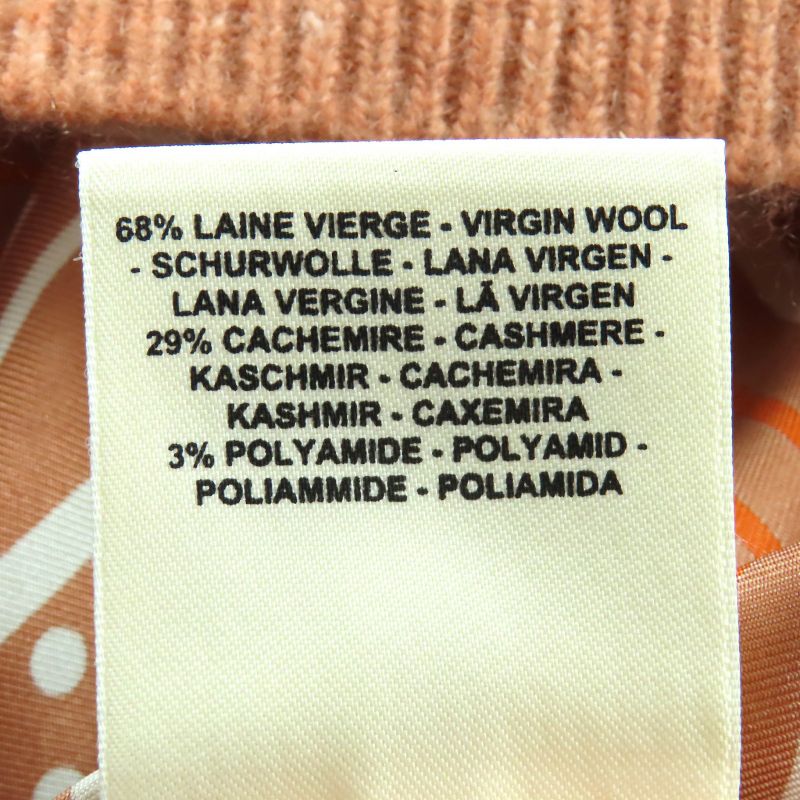 68% LAINE VIERGE - VIRGIN WOOL
- SCHURWOLLE - LANA VIRGEN -
LANA VERGINE - LÃ VIRGEN
29% CACHEMIRE - CASHMERE -
KASCHMIR - CACHEMIRA -
KASHMIR - CAXEMIRA
3% POLYAMIDE - POLYAMID -
POLIAMMIDE - POLIAMIDA